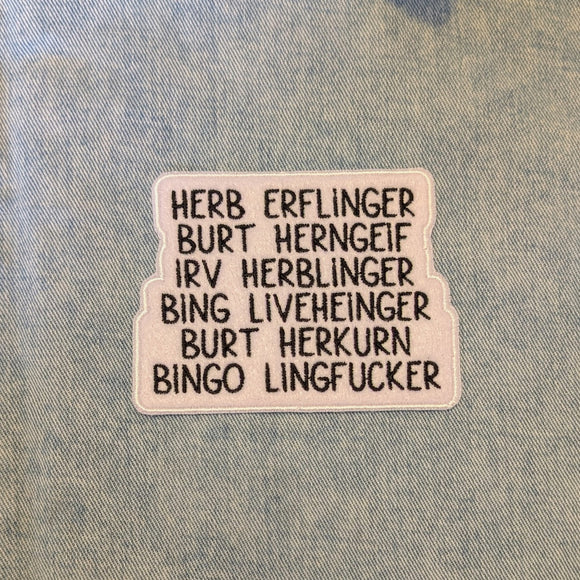 HERB ERFLINGER
BURT HERNGEIF
IRV HERBLINGER
BING LIVEHEINGER
BURT HERKURN
BINGO LINGFUCKER